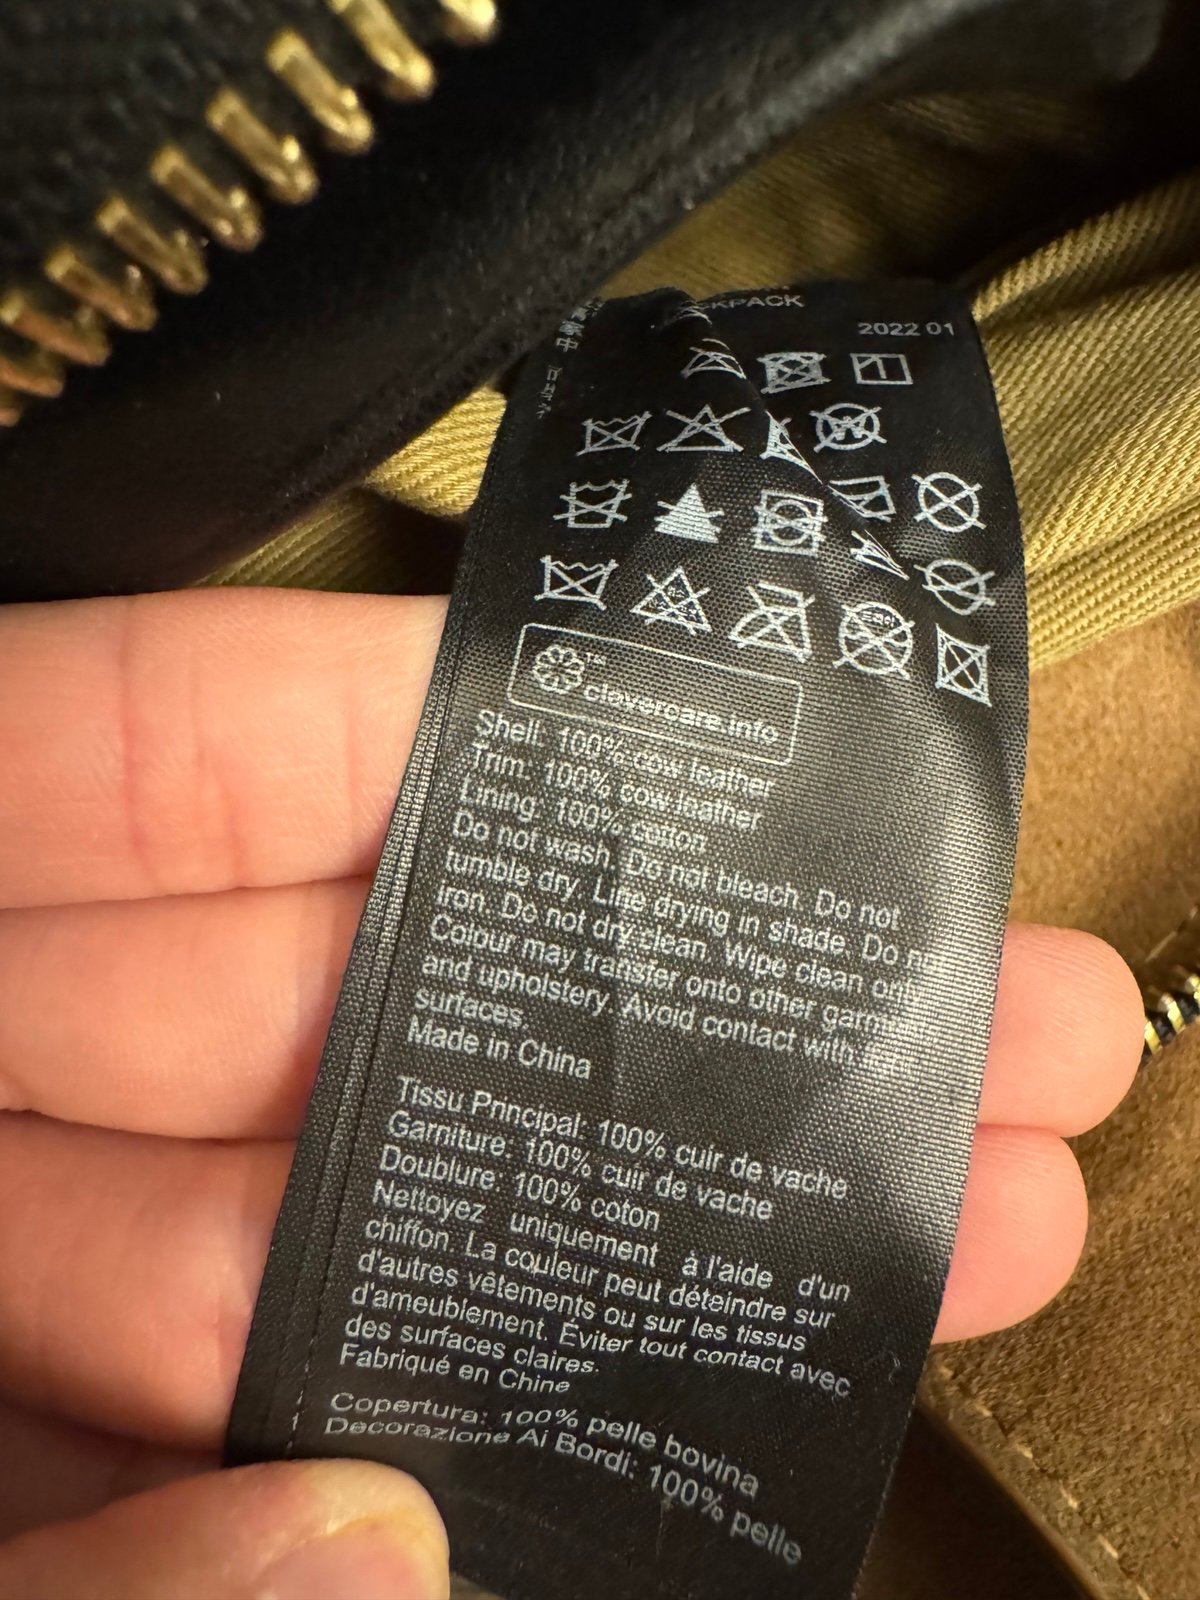 2022 01
clovercare.info
Shell: 100% cow leather
Trim: 100% cow leather
Lining: 100% cotton
Do not wash. Do not bleach. Do not
tumble dry. Line drying in shade. Do
iron. Do not dry clean. Wipe clean only
Colour may transfer onto other
and upholstery. Avoid contact with
surfaces.
Made in China
Tissu Principal: 100% cuir de vache
Garniture: 100% cuir de vache
Doublure: 100% coton
Nettoyez uniquement à l'aide d'un
chiffon. La couleur peut déteindre sur
d'autres vêtements ou sur les tissus
d'ameublement. Éviter tout contact avec
des surfaces claires.
Fabriqué en Chine
Copertura: 100% pelle bovina
Decorazione Ai Bordi: 100% pelle